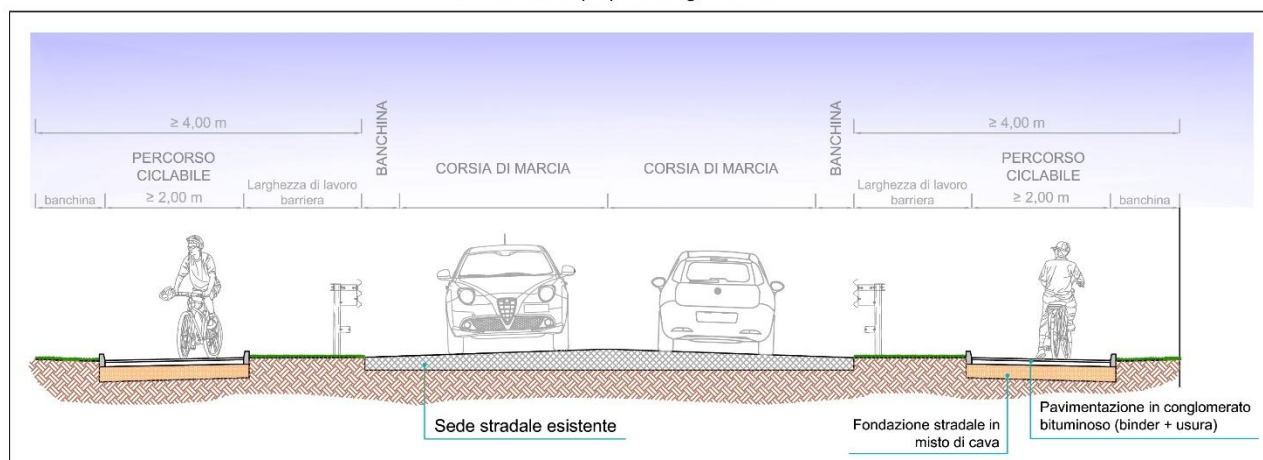 ≥ 4,00 m
BANCHINA
BANCHINA
≥ 4,00 m
PERCORSO
CICLABILE
CORSIA DI MARCIA
CORSIA DI MARCIA
PERCORSO
CICLABILE
banchina
≥ 2,00 m
Larghezza di lavoro
barriera
Larghezza di lavoro
barriera
≥ 2,00 m
banchina
Sede stradale esistente
Fondazione stradale in
misto di cava
Pavimentazione in conglomerato
bituminoso (binder + usura)